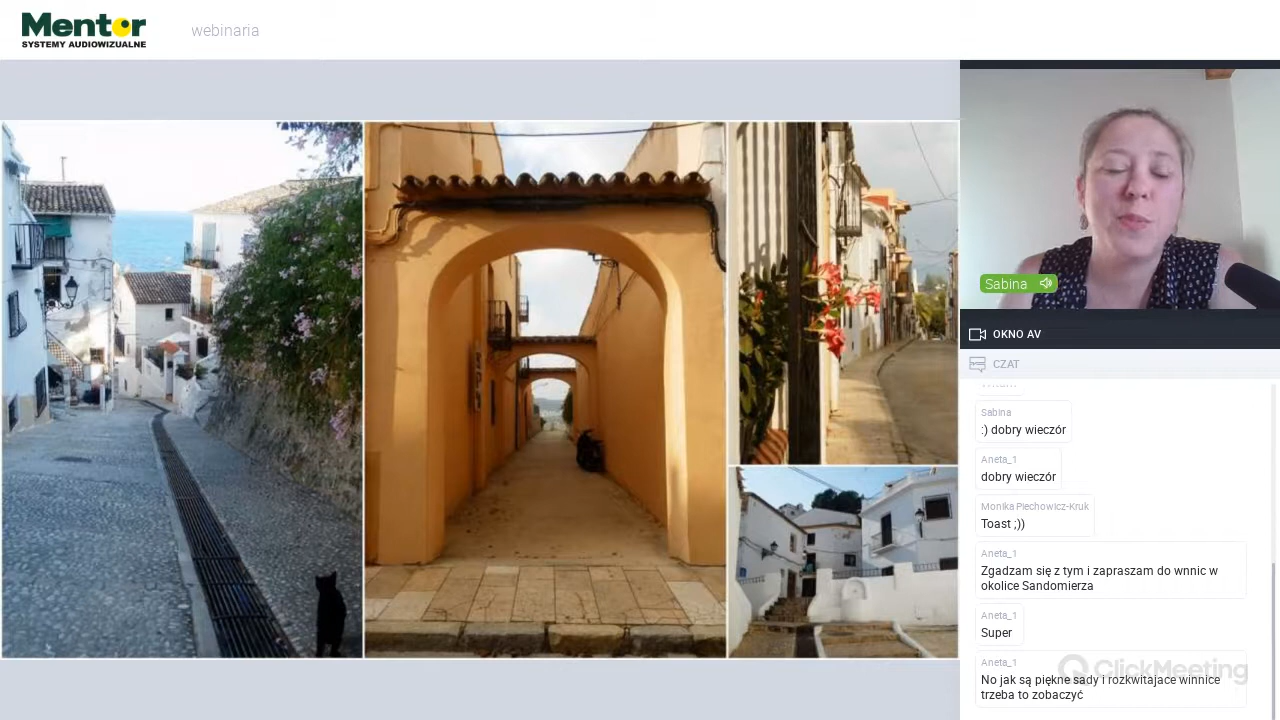 Mentor
SYSTEMY AUDIOWIZUALNE
webinaria
Sabina
OKNO AV
CZAT
Sabina
:) dobry wieczór
Aneta_1
dobry wieczór
Monika Piechowicz-Kruk
Toast ;))
Aneta_1
Zgadzam się z tym i zapraszam do wnnic w
okolice Sandomierza
Aneta_1
Super
Aneta_1
No jak są piękne sady i rozkwitajace winnice
trzeba to zobaczyć
ClickMeeting